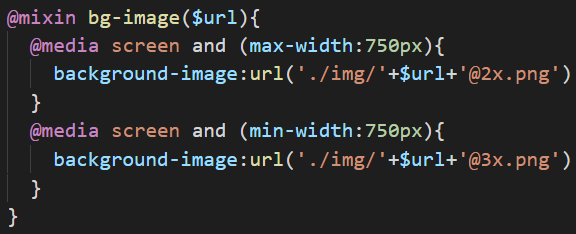 @mixin bg-image($url){
@media screen and (max-width:750px){
background-image:url('./img/'+$url+'@2x.png')
}
@media screen and (min-width:750px){
background-image:url('./img/'+$url+'@3x.png')
}
}